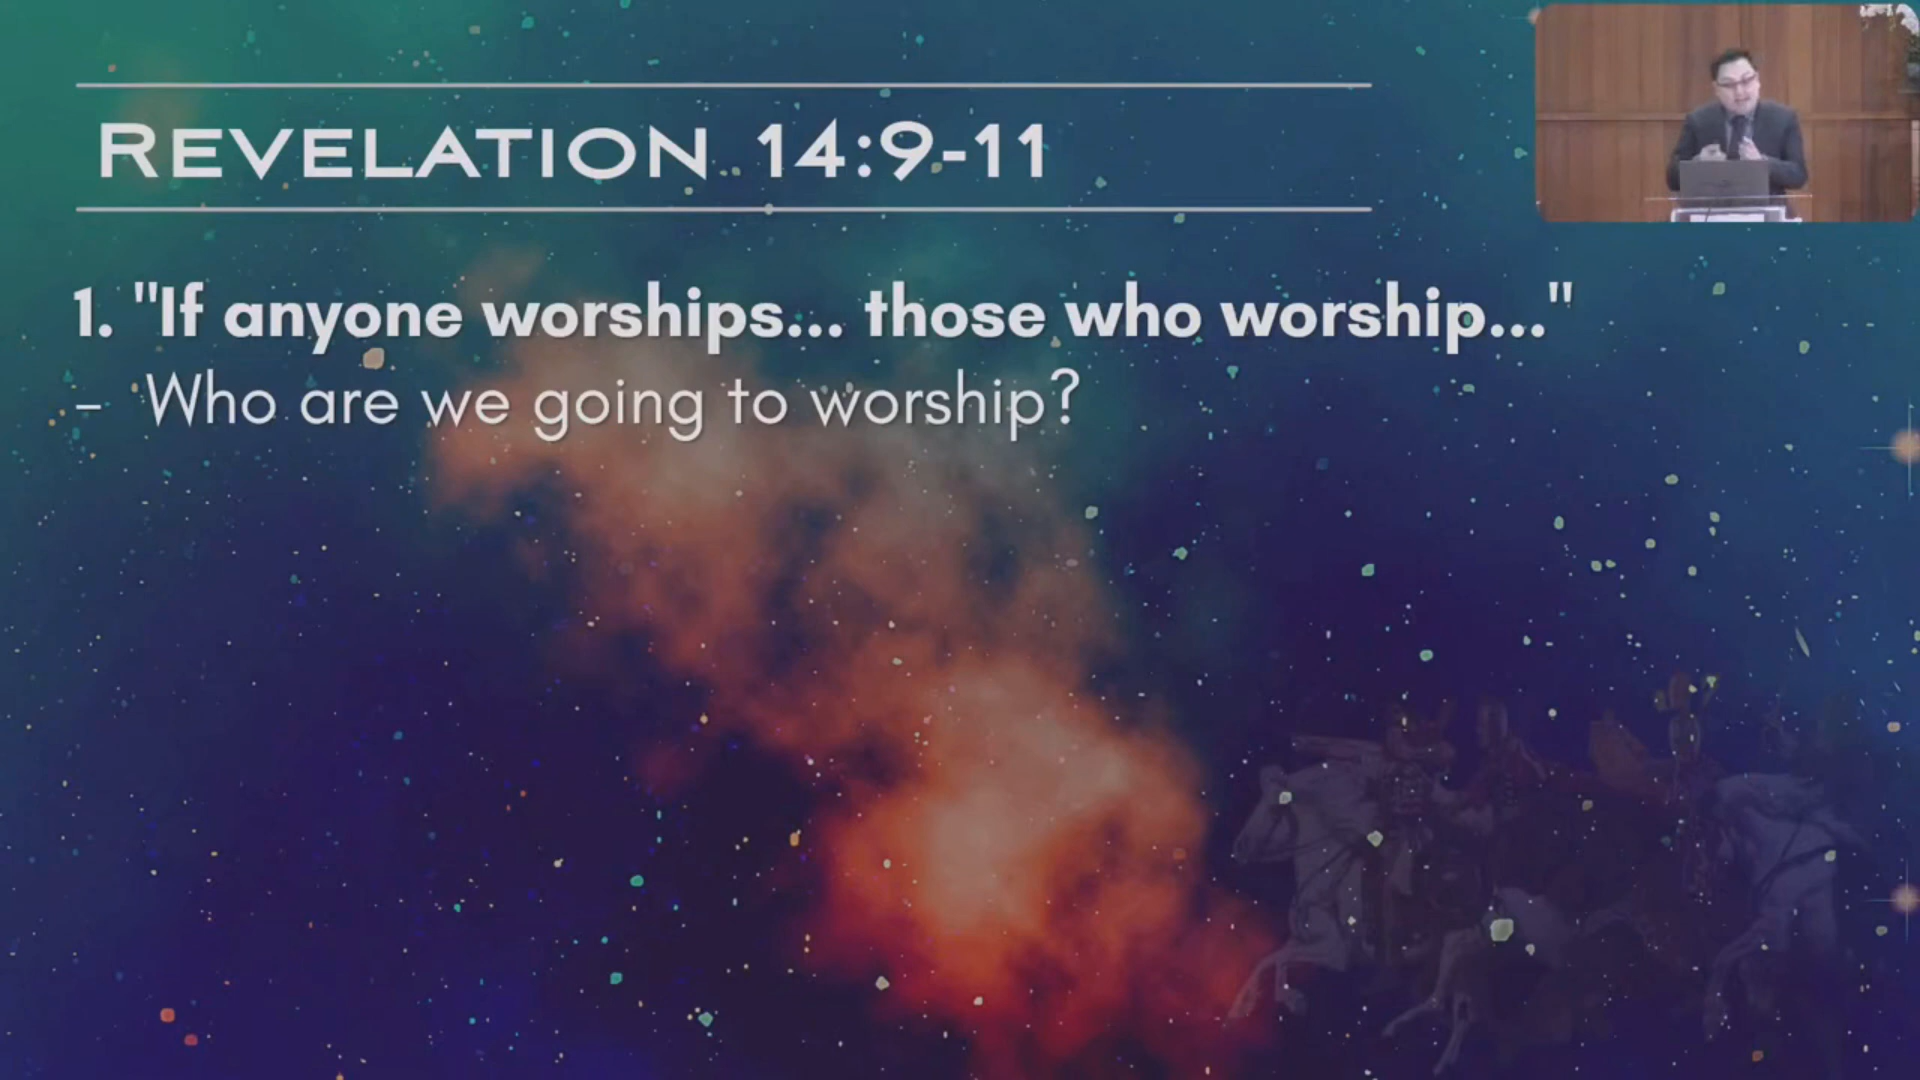 REVELATION 14:9-11
1. "If anyone worships... those who worship..."
- Who are we going to worship?